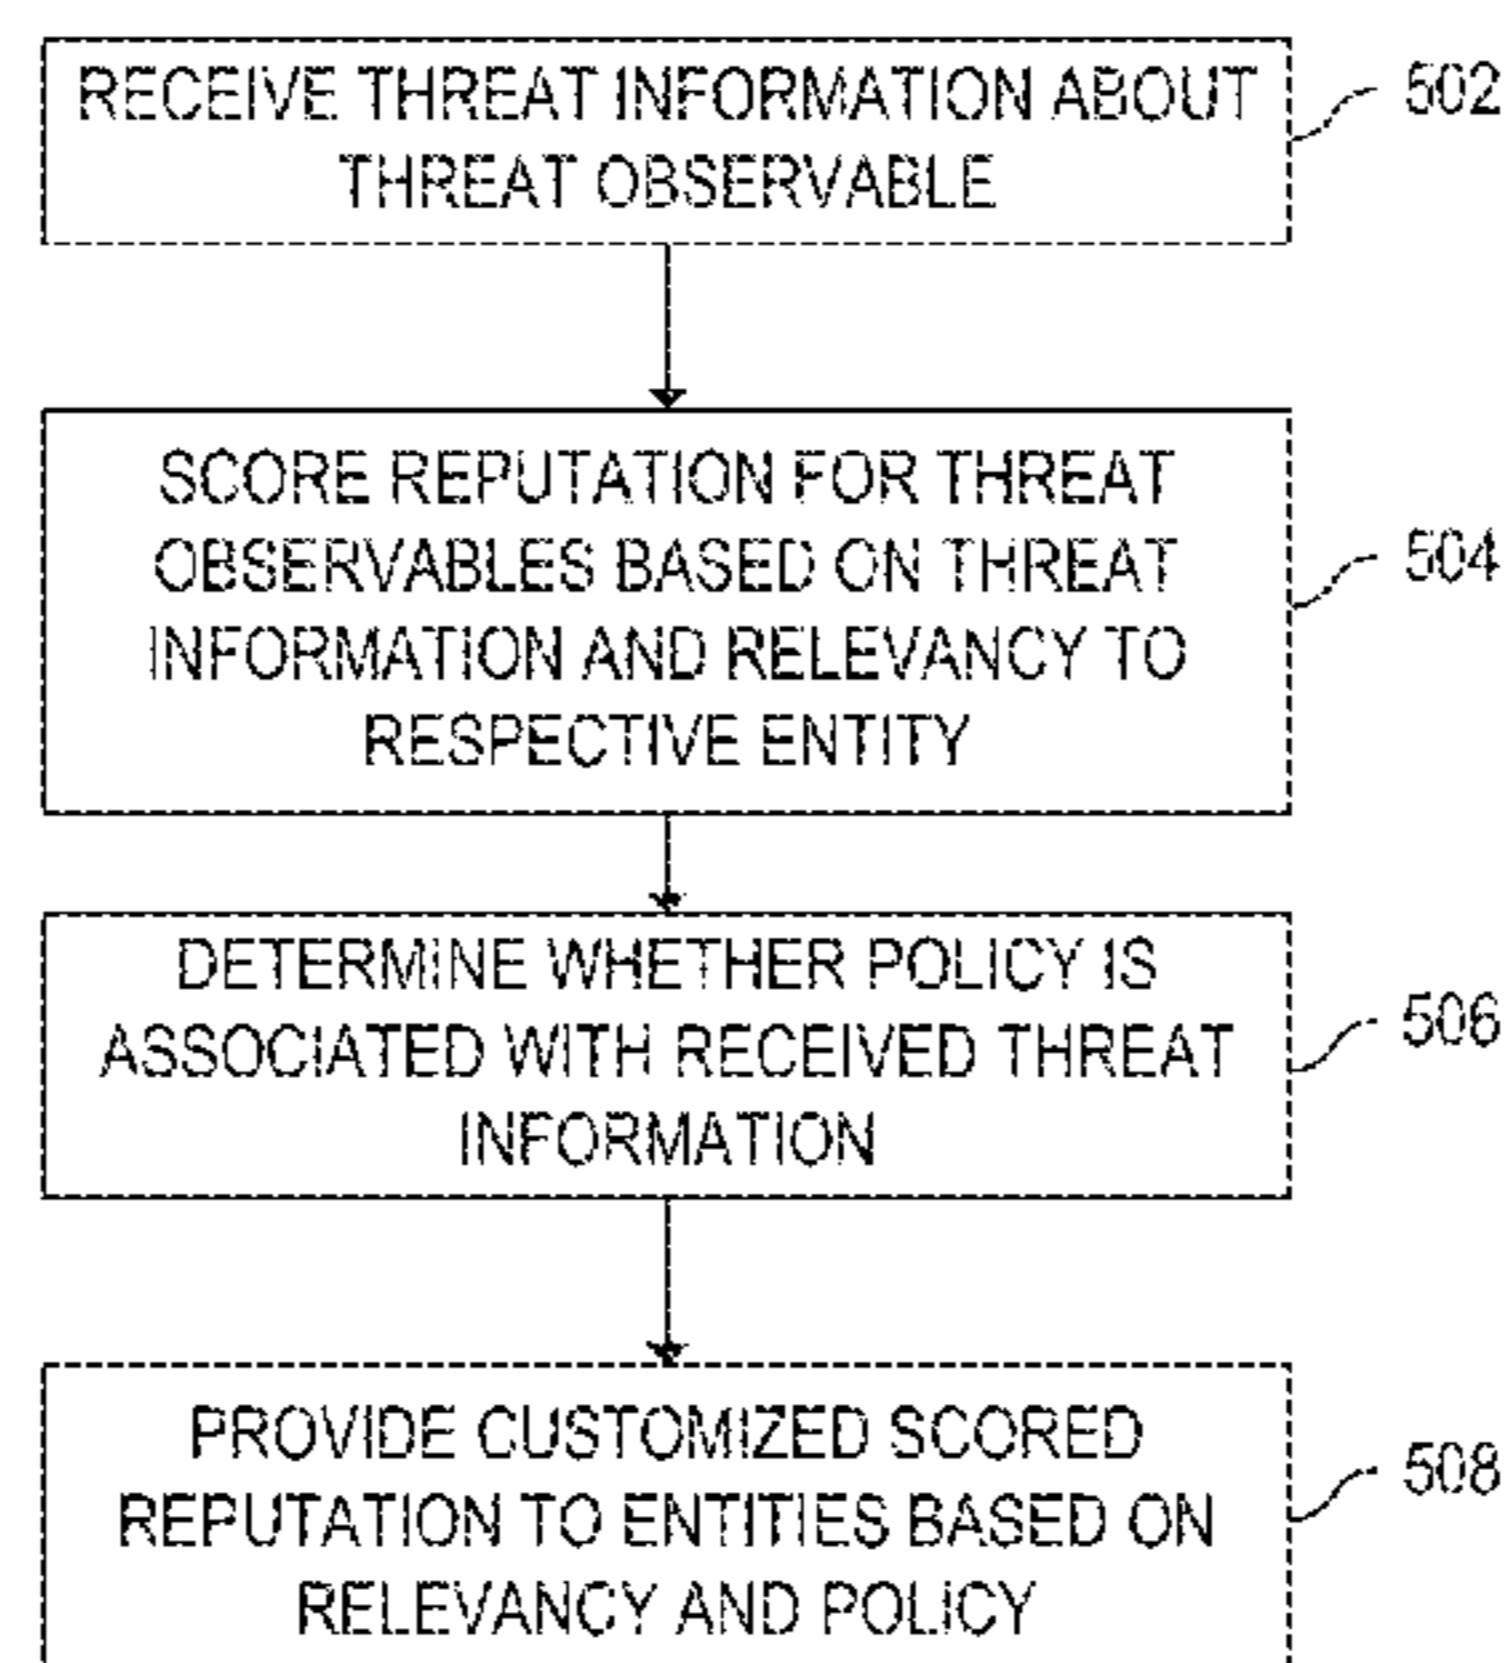 RECEIVE THREAT INFORMATION ABOUT
THREAT OBSERVABLE
502
SCORE REPUTATION FOR THREAT
OBSERVABLES BASED ON THREAT
INFORMATION AND RELEVANCY TO
RESPECTIVE ENTITY
504
DETERMINE WHETHER POLICY IS
ASSOCIATED WITH RECEIVED THREAT
INFORMATION
506
PROVIDE CUSTOMIZED SCORED
REPUTATION TO ENTITIES BASED ON
RELEVANCY AND POLICY
508